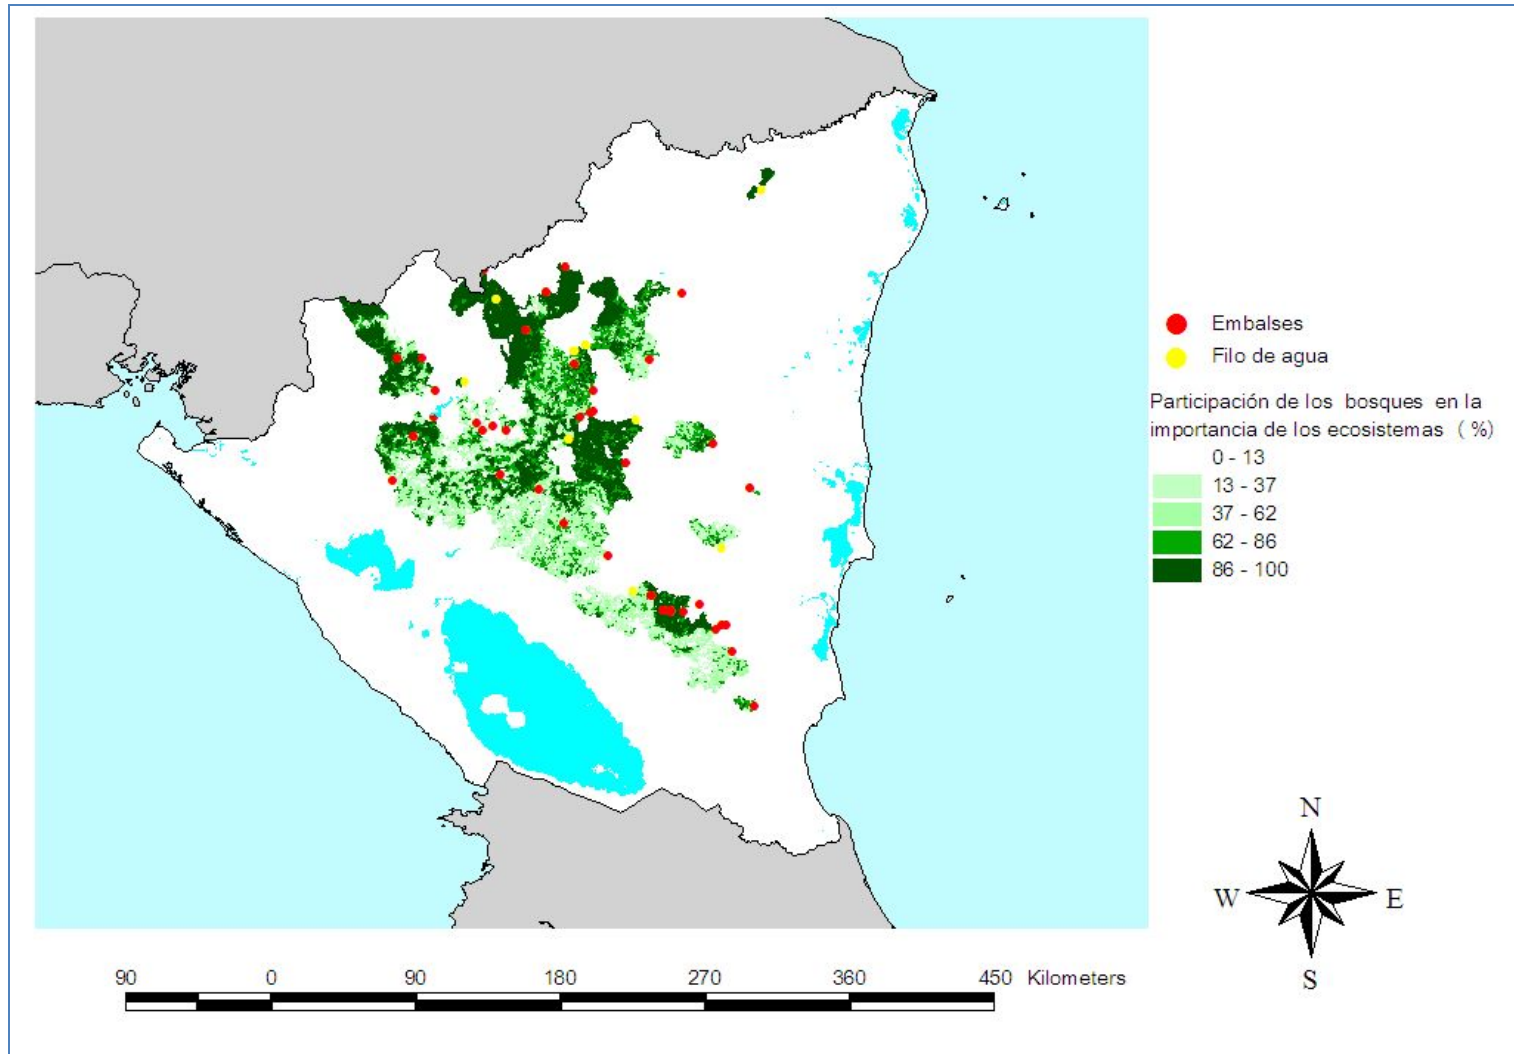 Embalses
Filo de agua
Participación de los bosques en la
importancia de los ecosistemas ( %)
0 - 13
13 - 37
37 - 62
62 - 86
86 - 100
N
W E
S
90 0 90 180 270 360 450 Kilometers